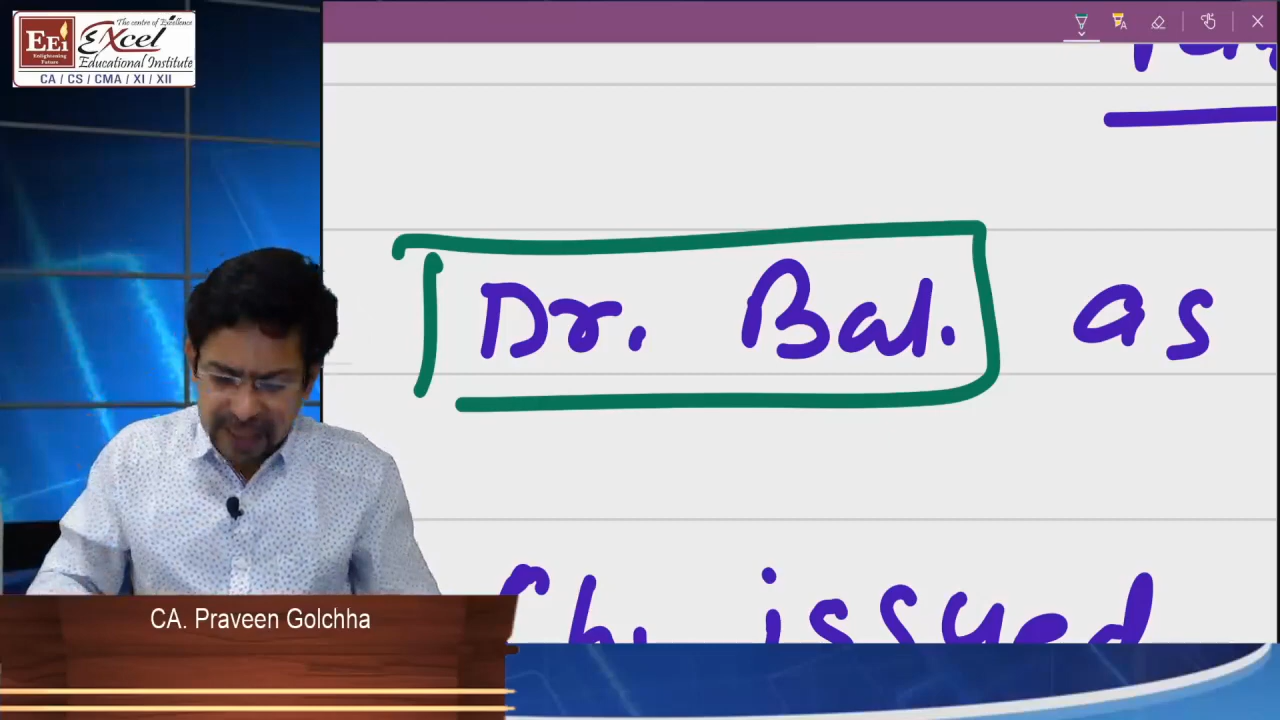 The centre of Excellence
EEi
Enlightening
Future
Excel
Educational Institute
CA / CS / CMA / XI / XII
Dr. Bal. as
Ch. issued
CA. Praveen Golchha